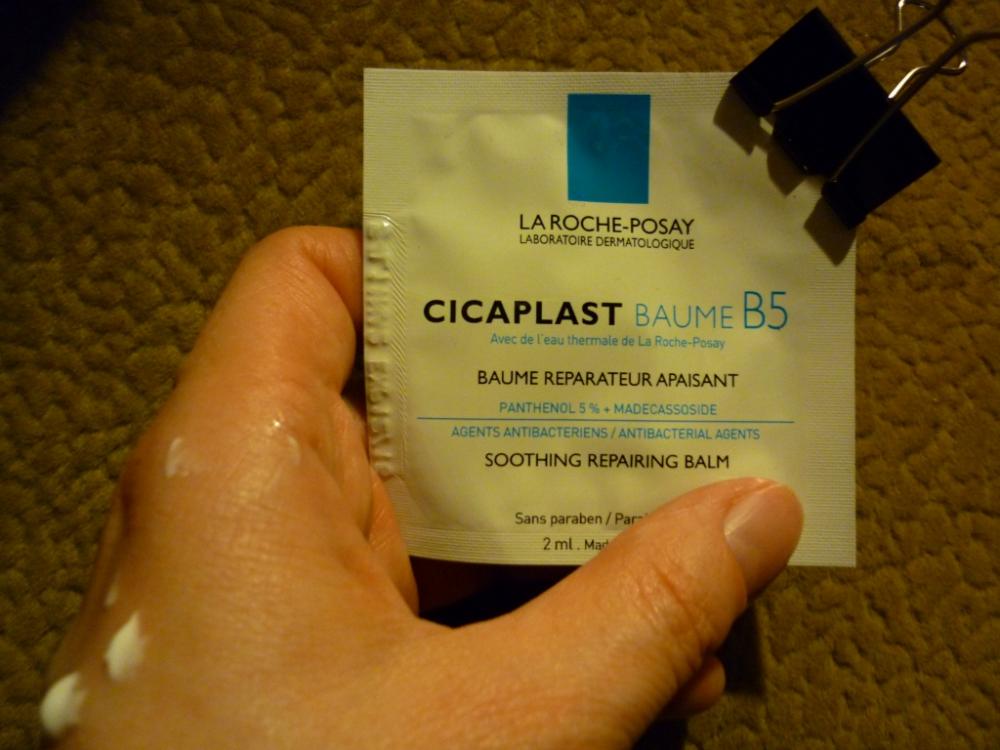 LA ROCHE-POSAY
LABORATOIRE DERMATOLOGIQUE
CICAPLAST BAUME B5
Avec de l'eau thermale de La Roche-Posay
BAUME REPARATEUR APAISANT
PANTHENOL 5 % + MADECASSOSIDE
AGENTS ANTIBACTERIENS / ANTIBACTERIAL AGENTS
SOOTHING REPAIRING BALM
Sans paraben /
2 ml .